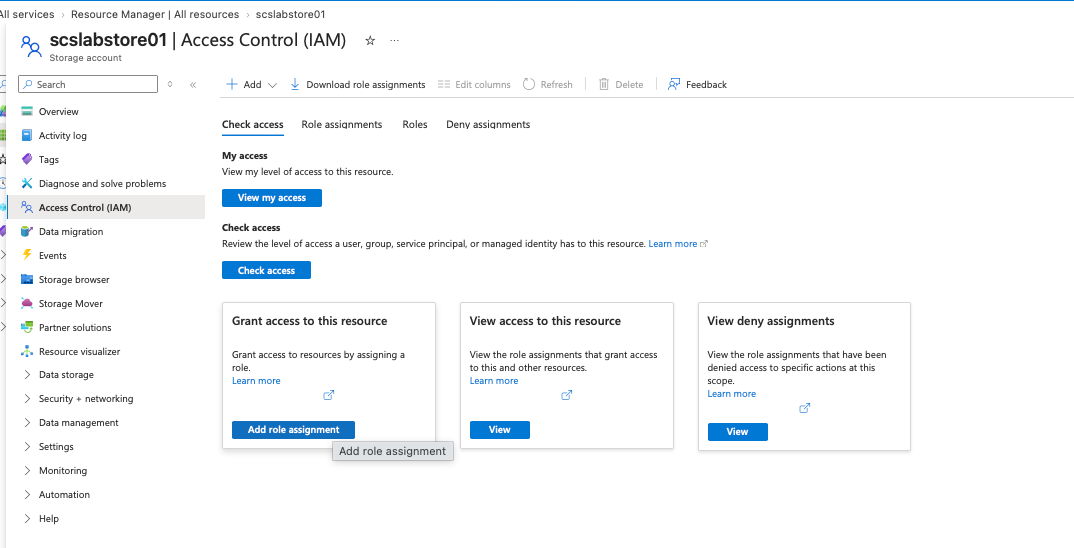 All services > Resource Manager | All resources > scslabstore01
scslabstore01 | Access Control (IAM) ☆ ...
Storage account
Search
Add
Download role assignments
Edit columns
Refresh
Delete
Feedback
Overview
Activity log
Tags
Diagnose and solve problems
Access Control (IAM)
Data migration
Events
Storage browser
Storage Mover
Partner solutions
Resource visualizer
Data storage
Security + networking
Data management
Settings
Monitoring
Automation
Help
Check access
Role assignments
Roles
Deny assignments
My access
View my level of access to this resource.
View my access
Check access
Review the level of access a user, group, service principal, or managed identity has to this resource. Learn more
Check access
Grant access to this resource
Grant access to resources by assigning a
role.
Learn more
Add role assignment
Add role assignment
View access to this resource
View the role assignments that grant access
to this and other resources.
Learn more
View
View deny assignments
View the role assignments that have been
denied access to specific actions at this
scope.
Learn more
View